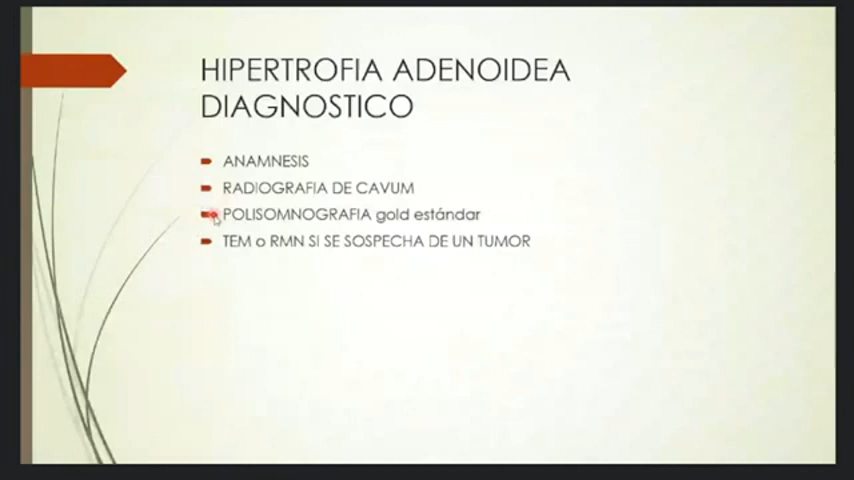 HIPERTROFIA ADENOIDEA
DIAGNOSTICO
ANAMNESIS
RADIOGRAFIA DE CAVUM
POLISOMNOGRAFIA gold estándar
TEM o RMN SI SE SOSPECHA DE UN TUMOR